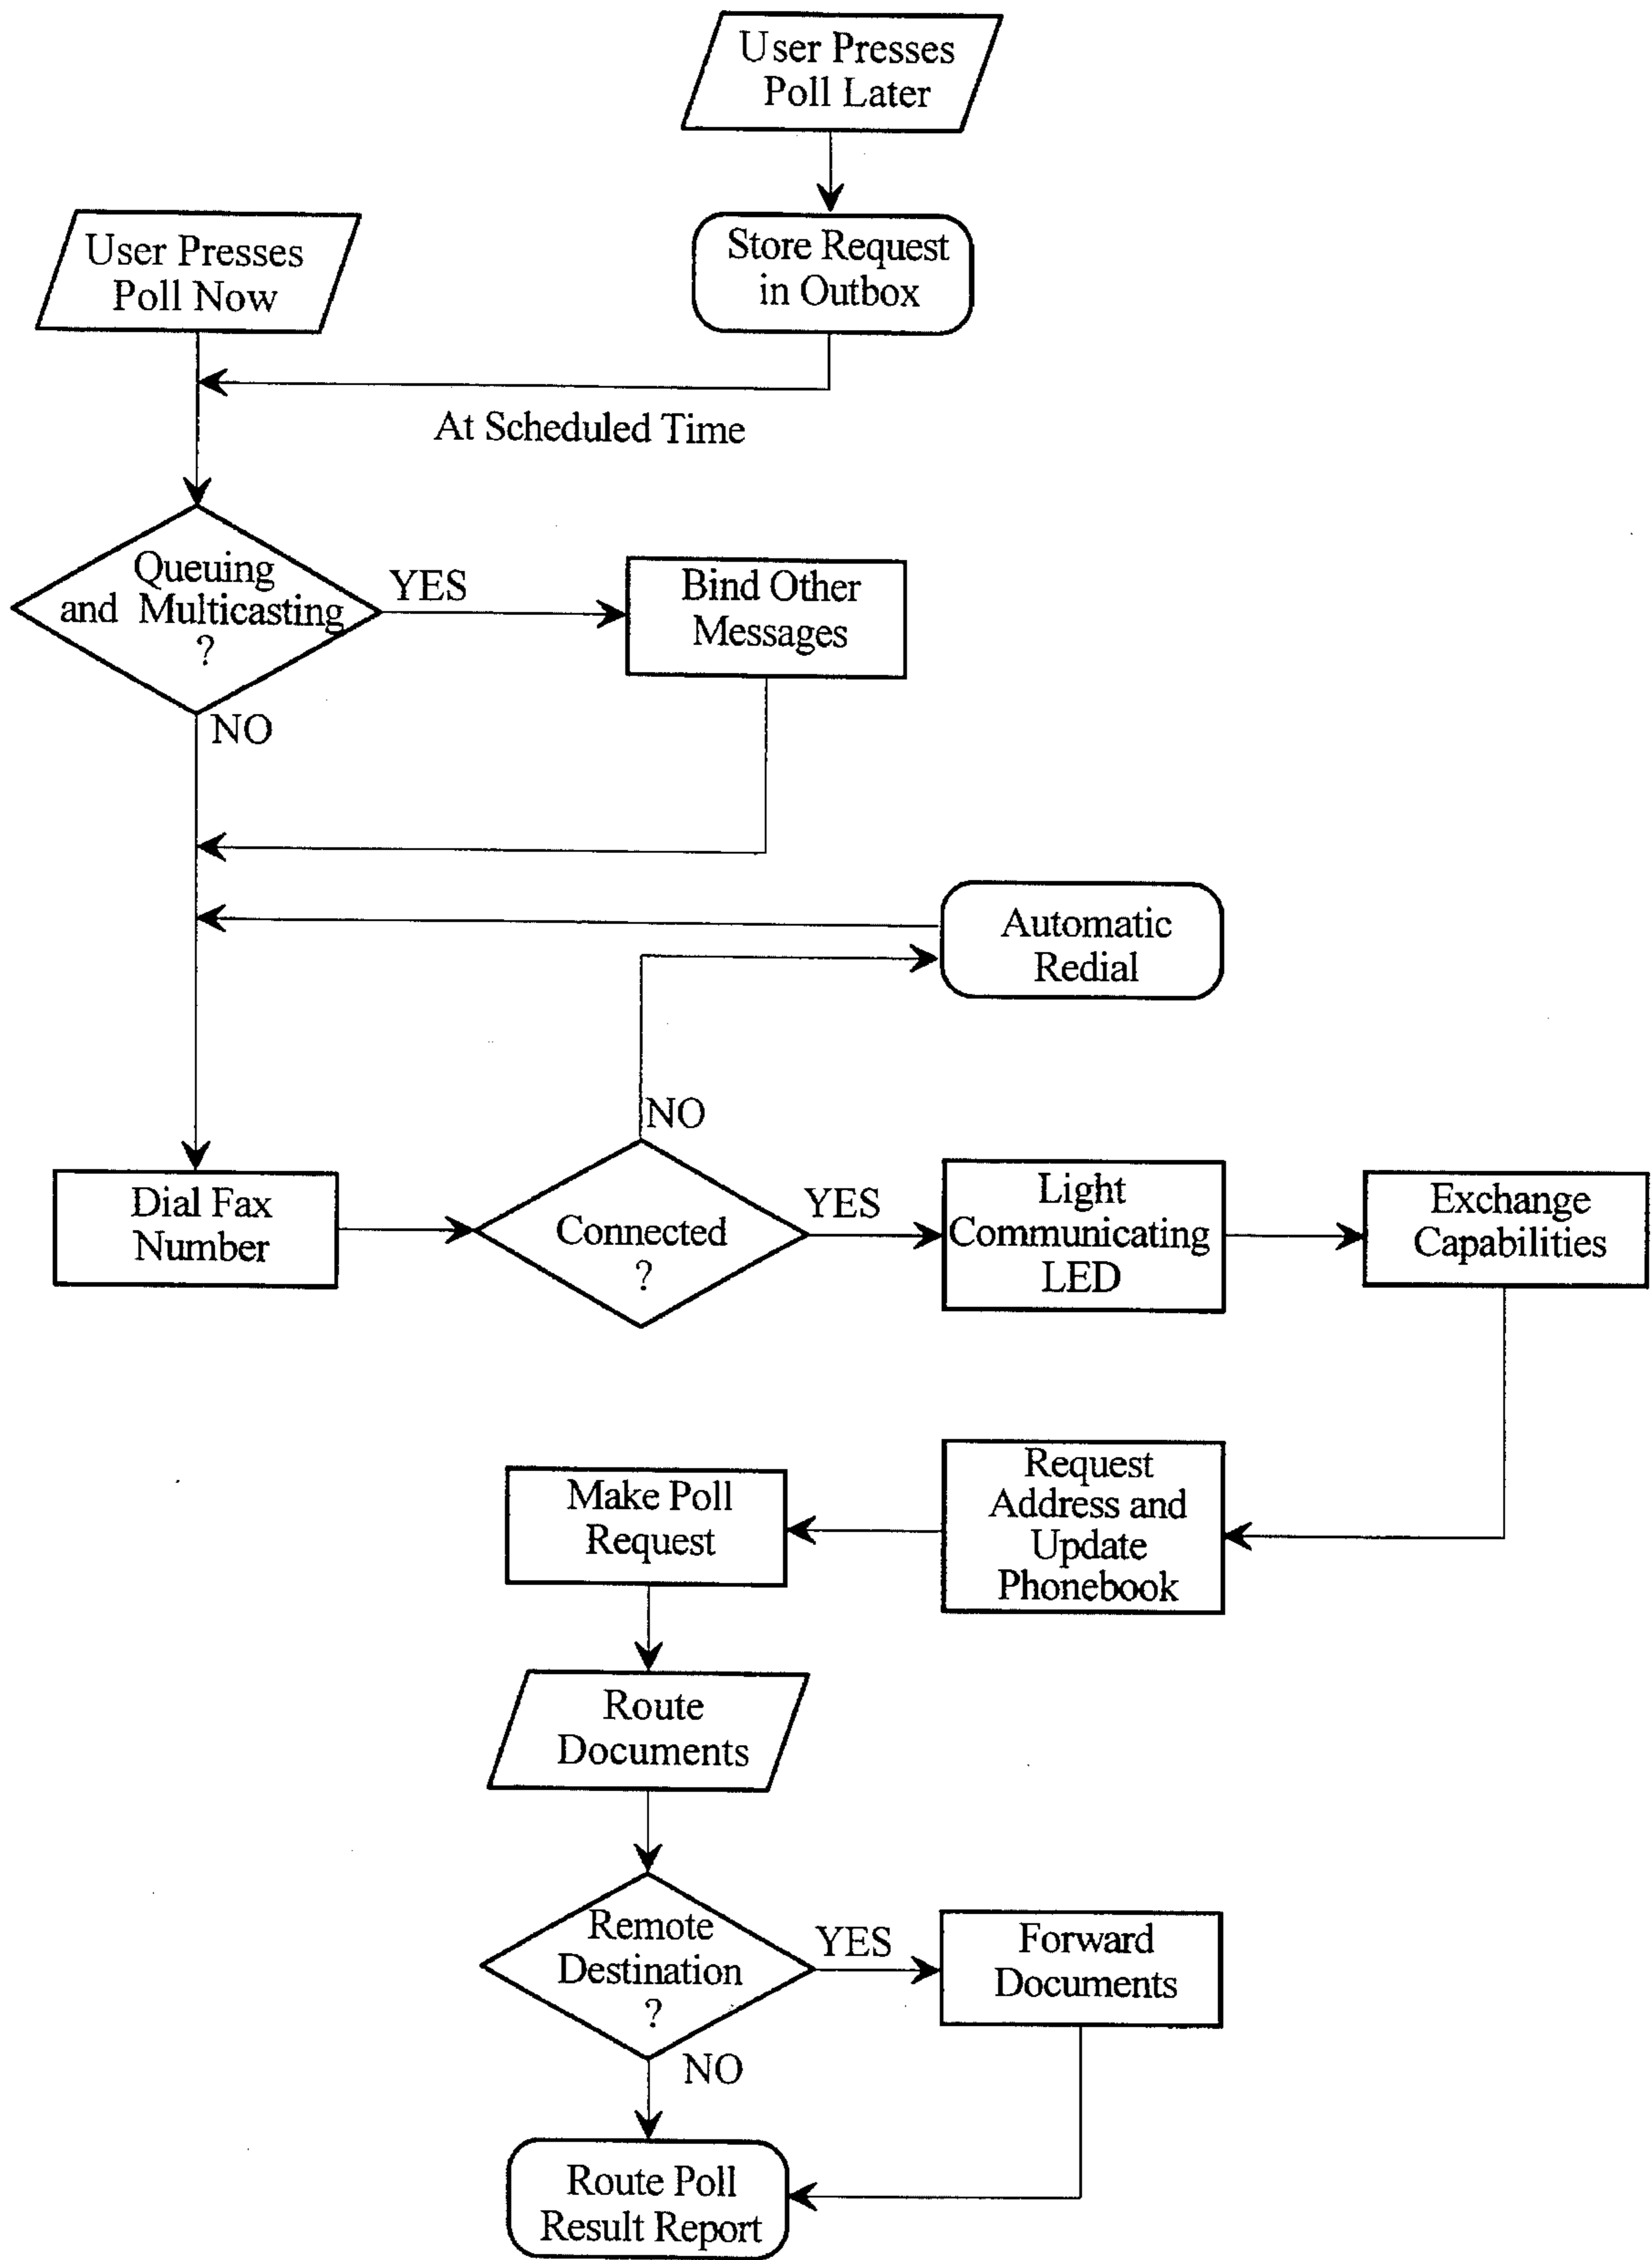 User Presses
Poll Later
User Presses
Poll Now
Store Request
in Outbox
At Scheduled Time
Queuing
and Multicasting
?
YES
Bind Other
Messages
NO
Automatic
Redial
NO
Dial Fax
Number
Connected
?
YES
Light
Communicating
LED
Exchange
Capabilities
Request
Address and
Update
Phonebook
Make Poll
Request
Route
Documents
Remote
Destination
?
YES
Forward
Documents
NO
Route Poll
Result Report